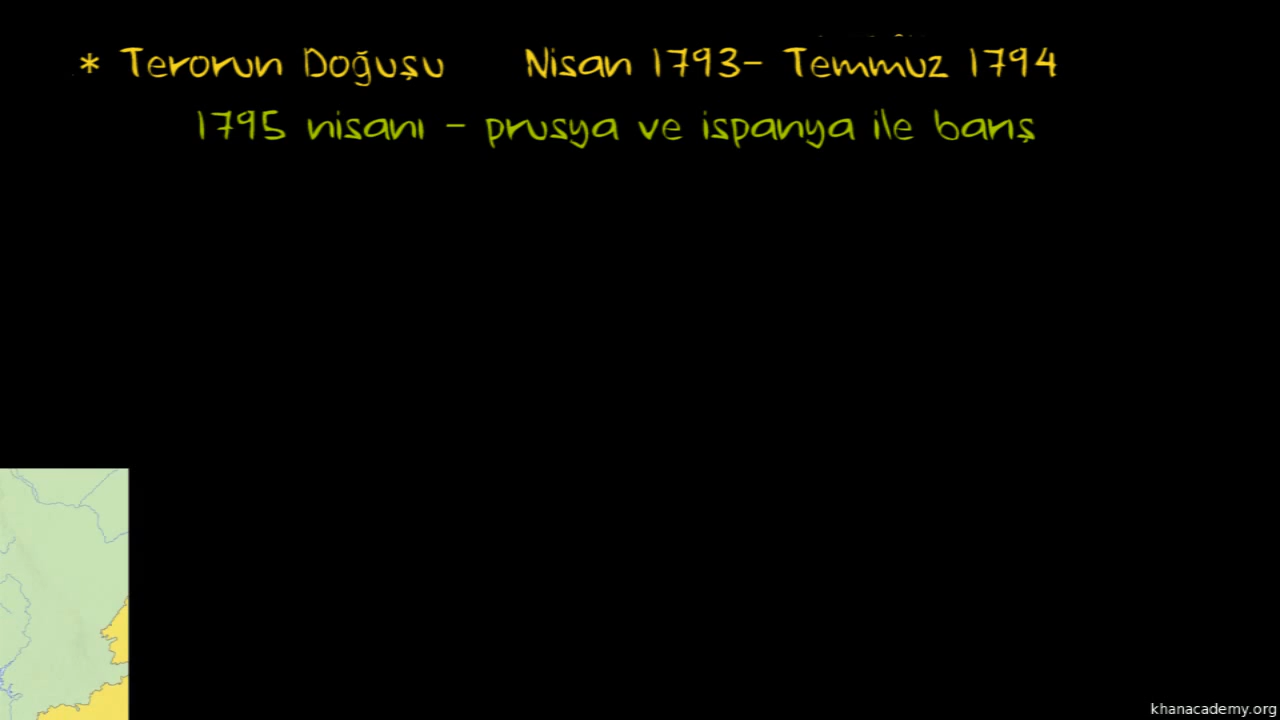 * Terorun Doğuşu Nisan 1793- Temmuz 1794
1795 nisanı - prusya ve ispanya ile barış
khanacademy.org